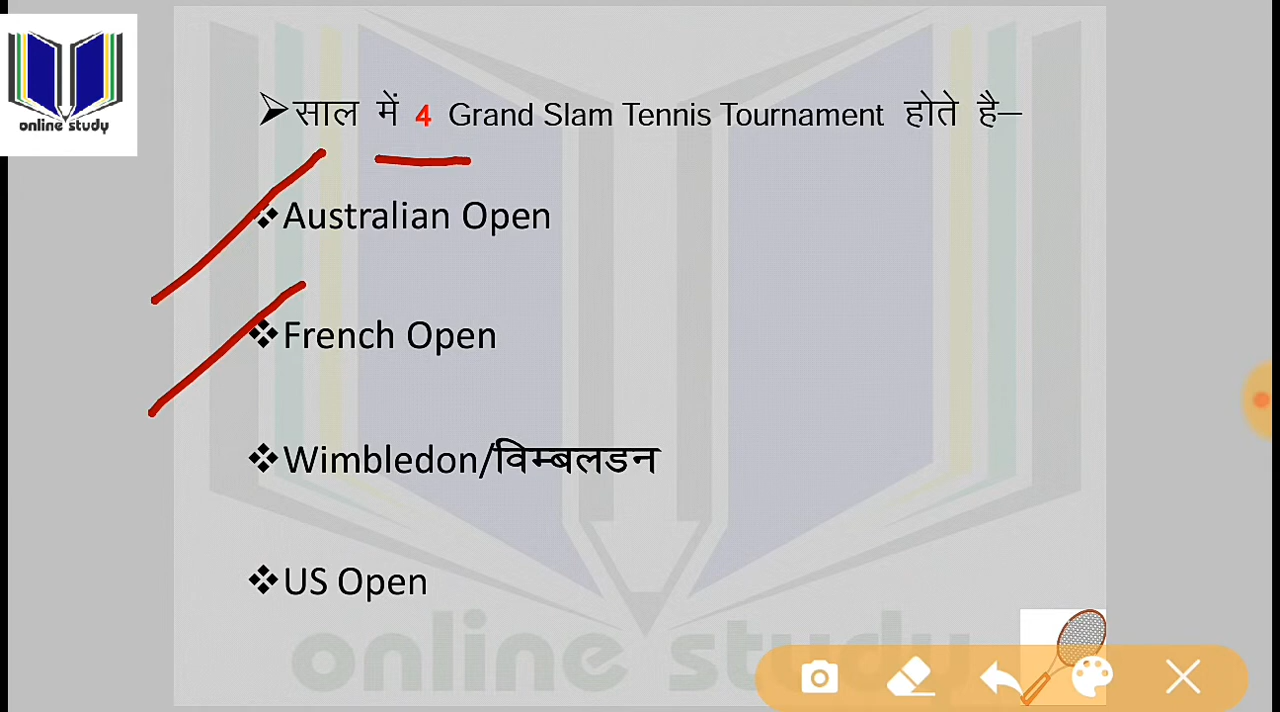 online study
➢साल में 4 Grand Slam Tennis Tournament होते है–
❖Australian Open
❖French Open
❖Wimbledon/विम्बलडन
❖US Open
online study